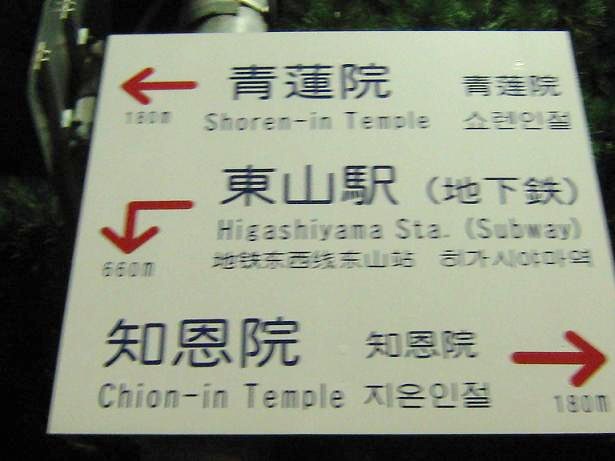 青蓮院 青蓮院
180m Shoren-in Temple 쇼렌인절
東山駅 (地下鉄)
Higashiyama Sta. (Subway)
660m 地铁东西线东山站 히가시야마역
知恩院 知恩院
Chion-in Temple 지온인절 180m